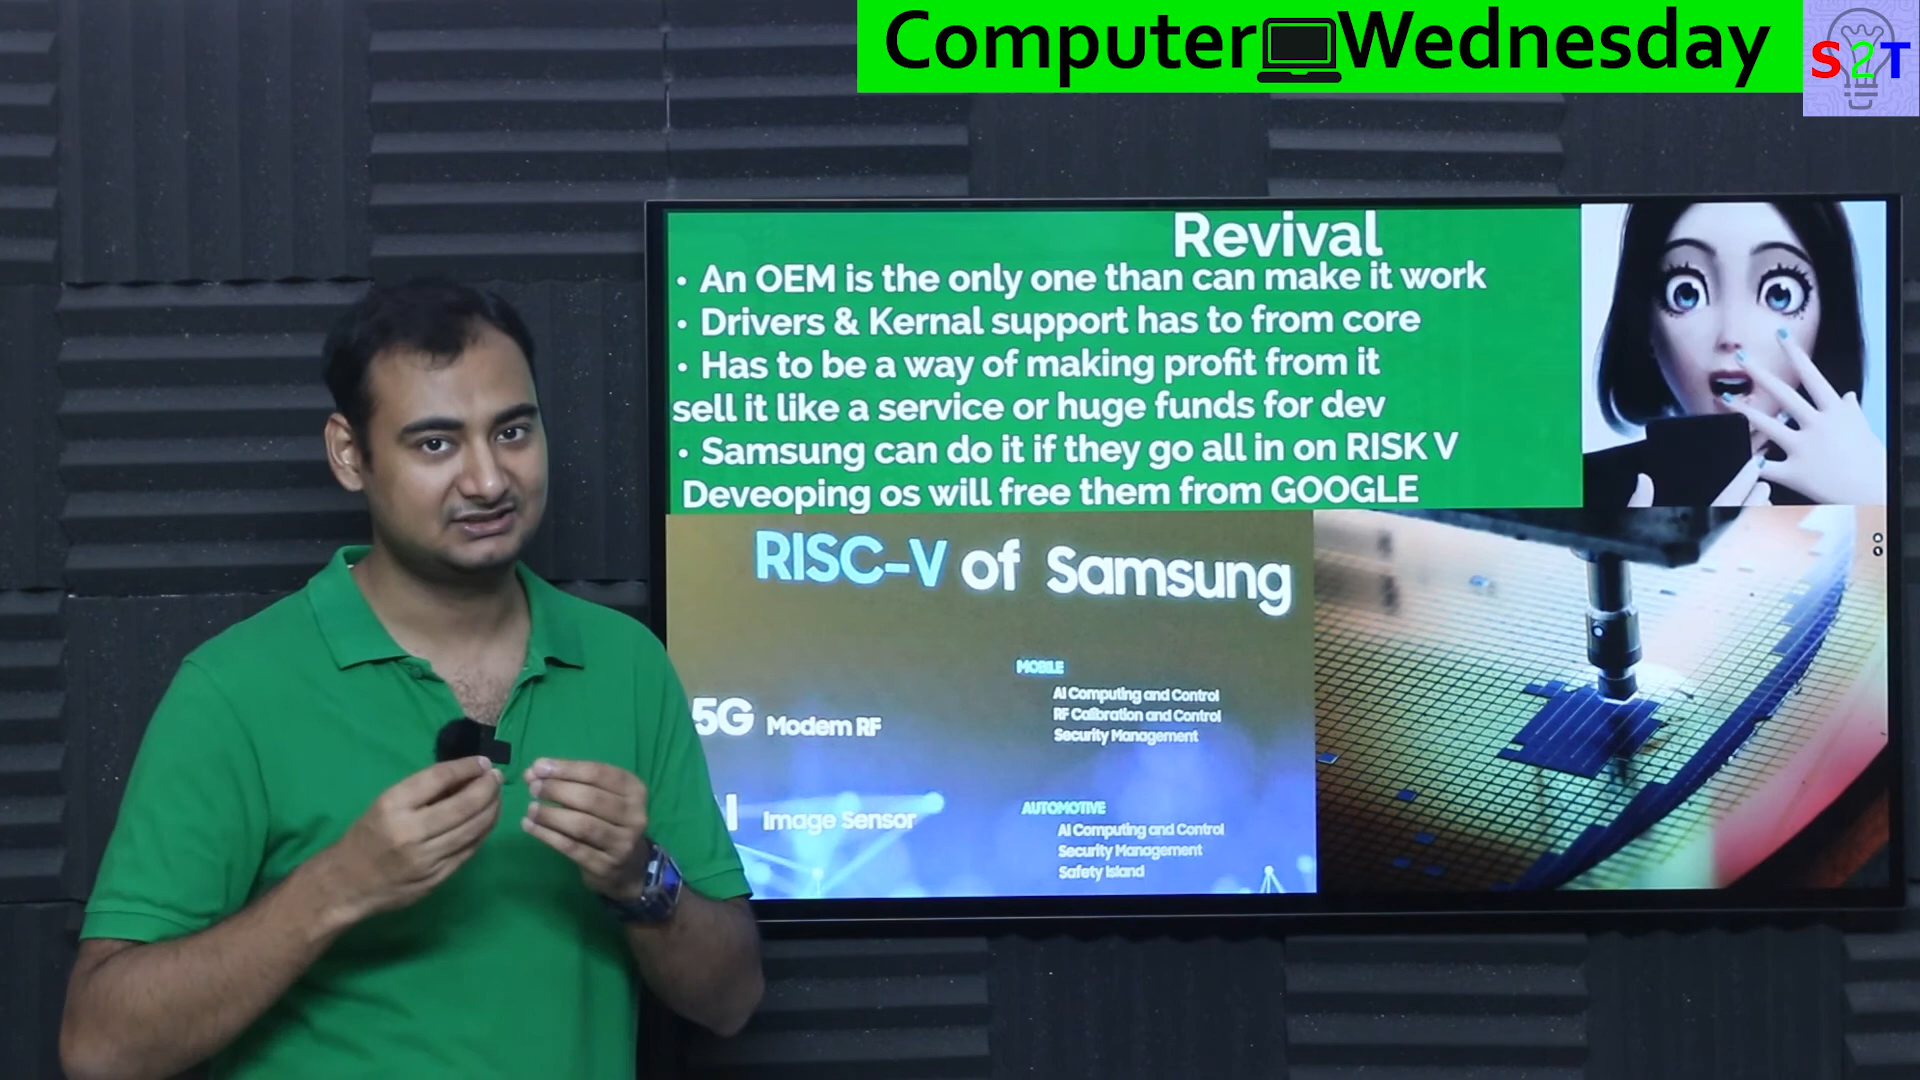 Computer Wednesday
S2T
Revival
• An OEM is the only one than can make it work
• Drivers & Kernal support has to from core
• Has to be a way of making profit from it
sell it like a service or huge funds for dev
• Samsung can do it if they go all in on RISK V
Deveoping os will free them from GOOGLE
RISC-V of Samsung
5G Modem RF
MOBILE
AI Computing and Control
RF Calibration and Control
Security Management
Image Sensor
AUTOMOTIVE
AI Computing and Control
Security Management
Safety Island